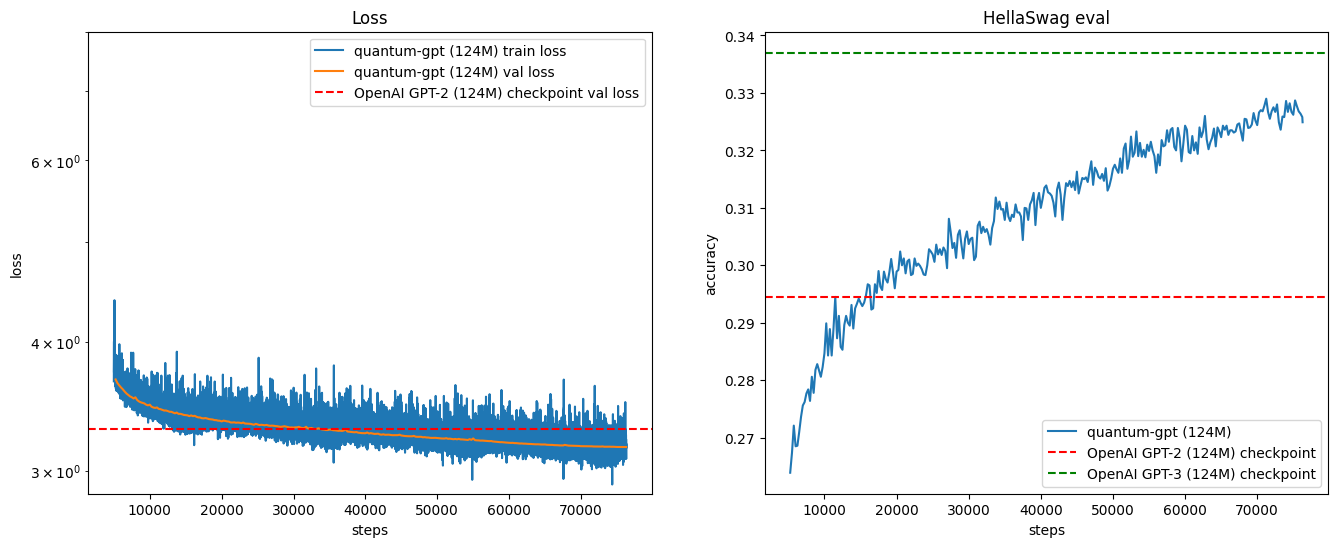 Loss
quantum-gpt (124M) train loss
quantum-gpt (124M) val loss
OpenAI GPT-2 (124M) checkpoint val loss
6 × 10⁰
4 × 10⁰
3 × 10⁰
loss
10000 20000 30000 40000 50000 60000 70000
steps
HellaSwag eval
0.34
0.33
0.32
0.31
0.30
0.29
0.28
0.27
accuracy
quantum-gpt (124M)
OpenAI GPT-2 (124M) checkpoint
OpenAI GPT-3 (124M) checkpoint
10000 20000 30000 40000 50000 60000 70000
steps